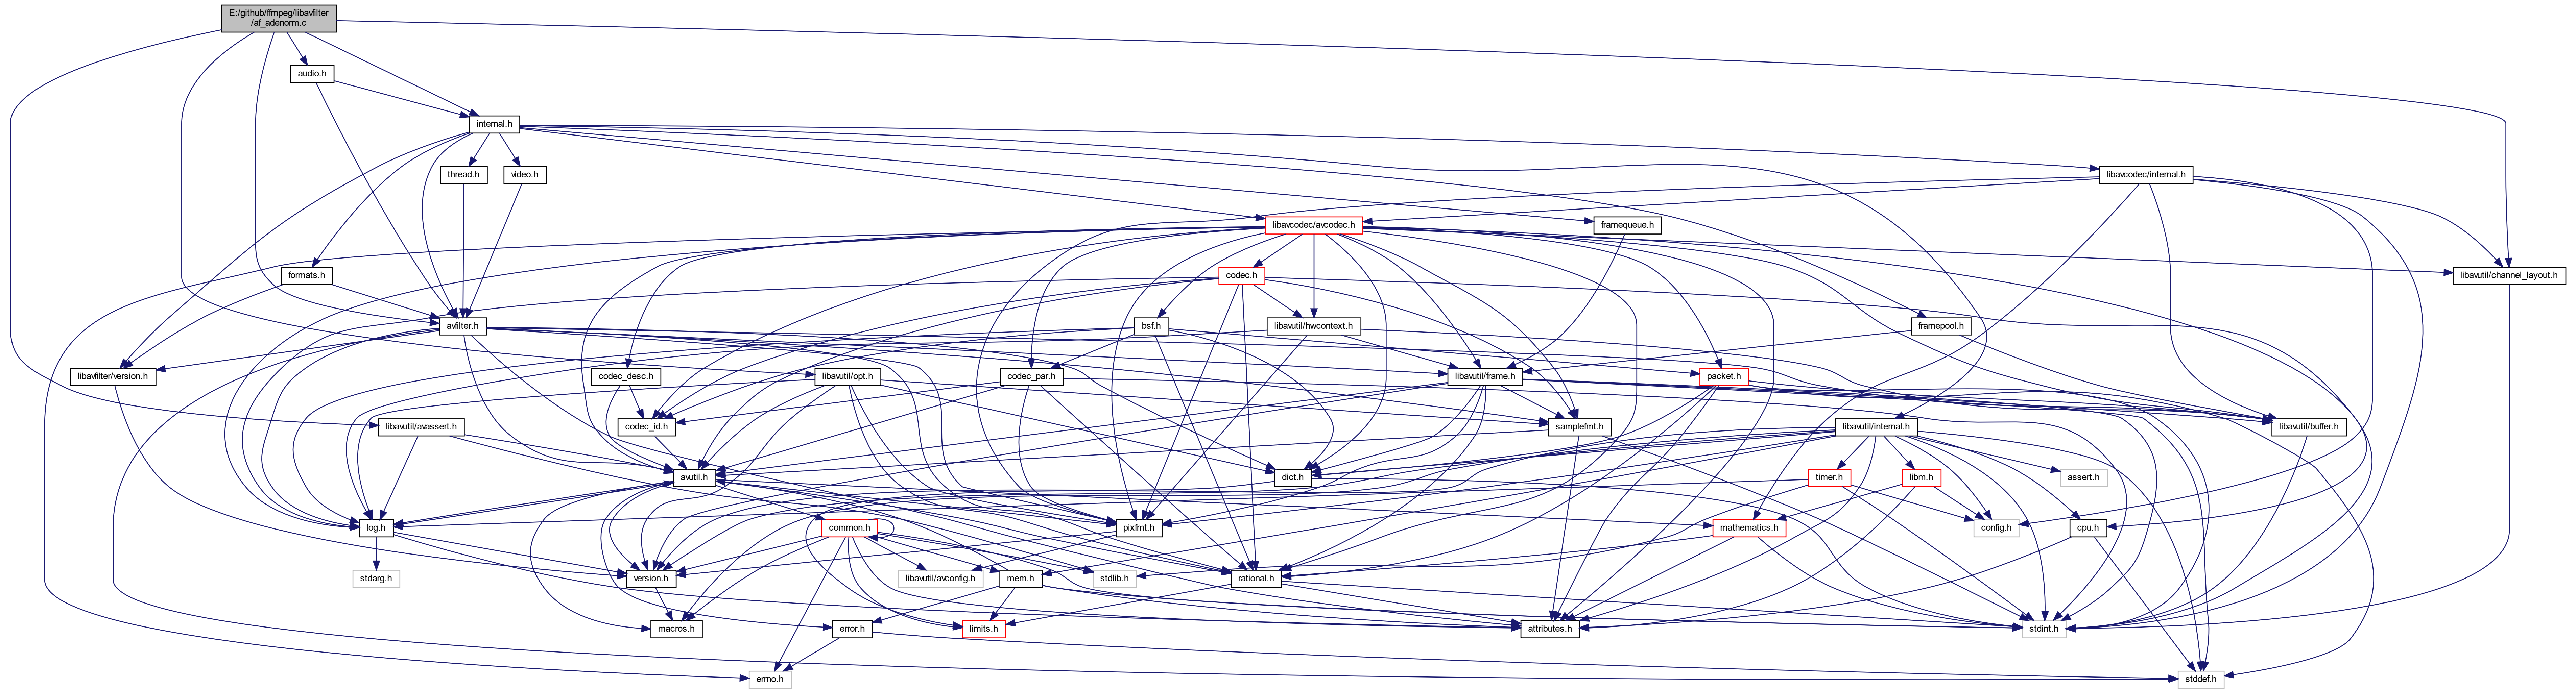 E:/github/ffmpeg/libavfilter
/af_adenorm.c
audio.h
internal.h
thread.h
video.h
libavcodec/internal.h
libavcodec/avcodec.h
framequeue.h
formats.h
codec.h
libavutil/channel_layout.h
avfilter.h
bsf.h
libavutil/hwcontext.h
framepool.h
libavfilter/version.h
codec_desc.h
libavutil/opt.h
codec_par.h
libavutil/frame.h
packet.h
libavutil/avassert.h
codec_id.h
samplefmt.h
libavutil/internal.h
libavutil/buffer.h
avutil.h
dict.h
timer.h
libm.h
assert.h
log.h
common.h
pixfmt.h
mathematics.h
config.h
cpu.h
stdarg.h
version.h
libavutil/avconfig.h
mem.h
stdlib.h
rational.h
macros.h
error.h
limits.h
attributes.h
stdint.h
errno.h
stddef.h